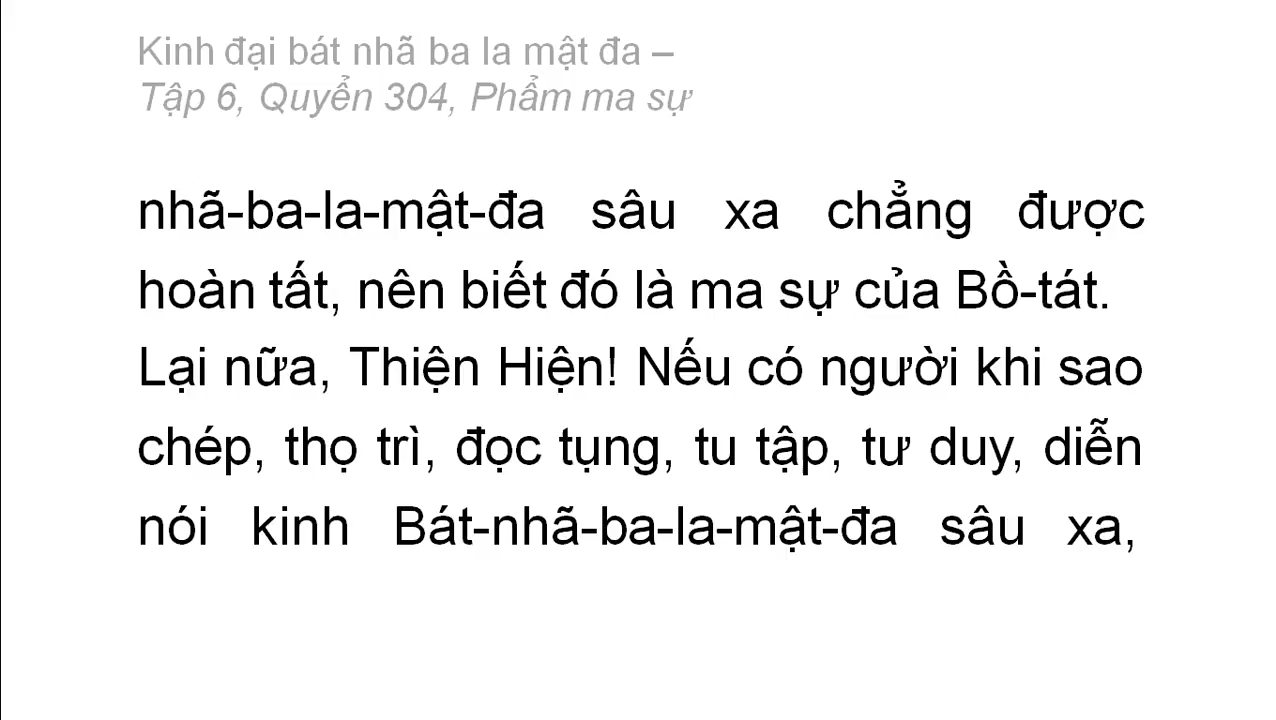 Kinh đại bát nhã ba la mật đa –
Tập 6, Quyển 304, Phẩm ma sự
nhã-ba-la-mật-đa sâu xa chẳng được
hoàn tất, nên biết đó là ma sự của Bồ-tát.
Lại nữa, Thiện Hiện! Nếu có người khi sao
chép, thọ trì, đọc tụng, tu tập, tư duy, diễn
nói kinh Bát-nhã-ba-la-mật-đa sâu xa,